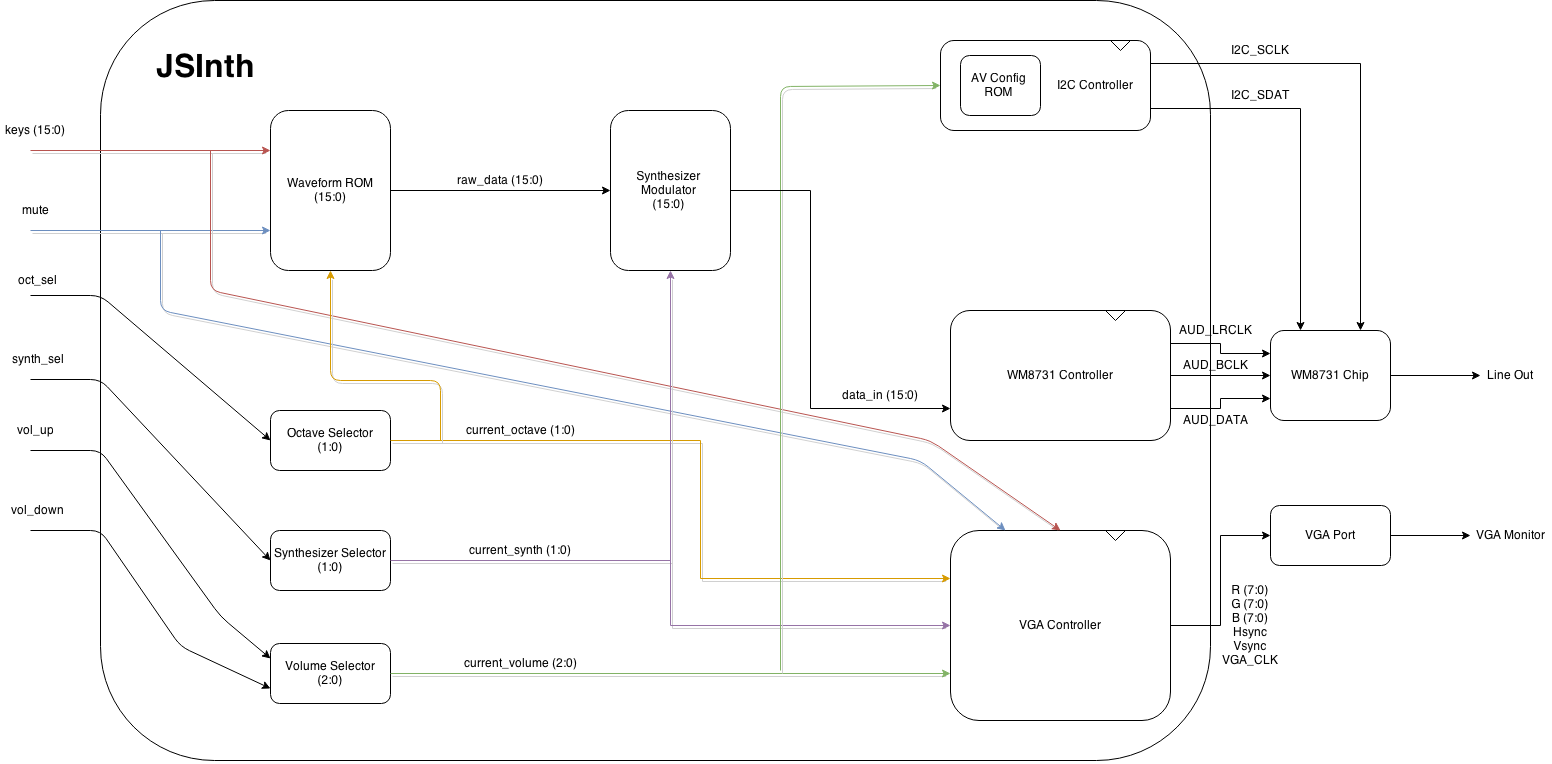 JSInth
keys (15:0)
mute
oct_sel
synth_sel
vol_up
vol_down
Waveform ROM
(15:0)
raw_data (15:0)
Synthesizer
Modulator
(15:0)
AV Config
ROM
I2C Controller
I2C_SCLK
I2C_SDAT
Octave Selector
(1:0)
current_octave (1:0)
Synthesizer Selector
(1:0)
current_synth (1:0)
Volume Selector
(2:0)
current_volume (2:0)
data_in (15:0)
WM8731 Controller
AUD_LRCLK
AUD_BCLK
AUD_DATA
WM8731 Chip
Line Out
VGA Controller
VGA Port
VGA Monitor
R (7:0)
G (7:0)
B (7:0)
Hsync
Vsync
VGA_CLK